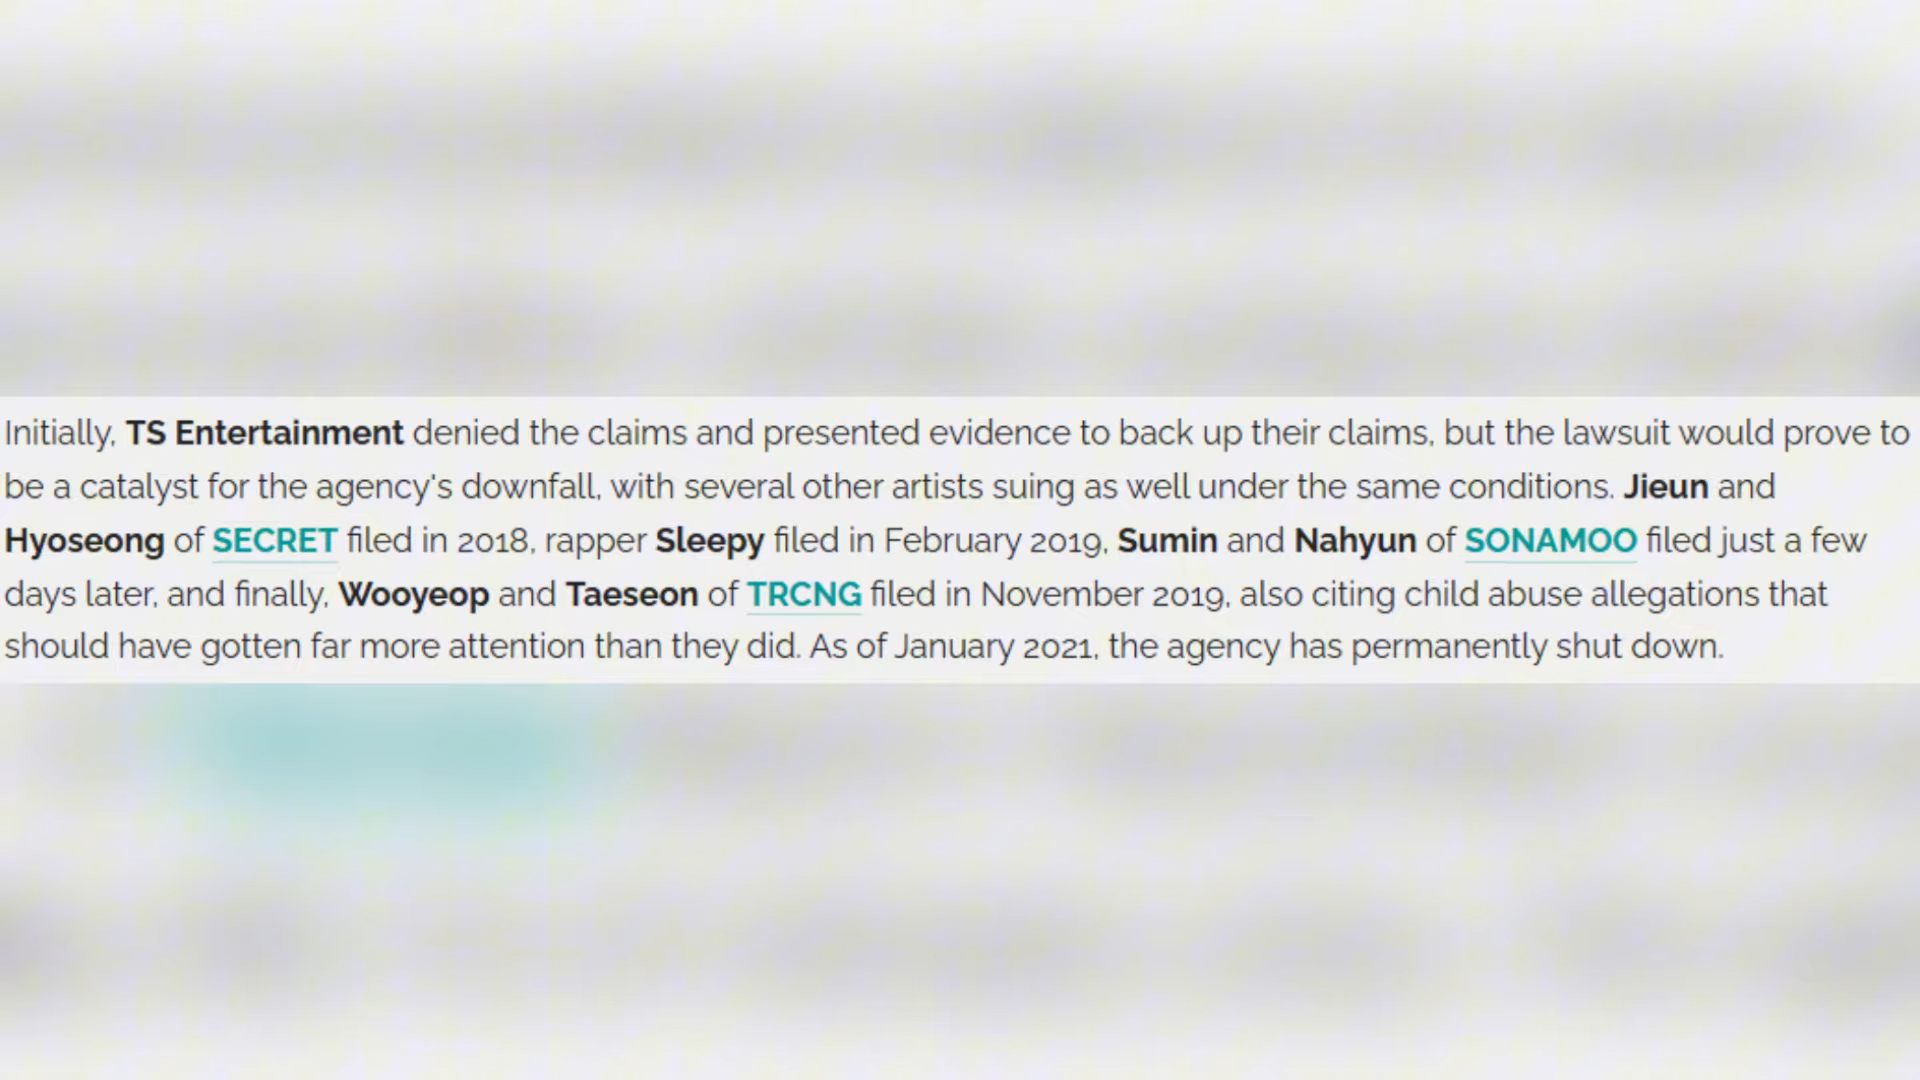 Initially, TS Entertainment denied the claims and presented evidence to back up their claims, but the lawsuit would prove to
be a catalyst for the agency's downfall, with several other artists suing as well under the same conditions. Jieun and
Hyoseong of SECRET filed in 2018, rapper Sleepy filed in February 2019, Sumin and Nahyun of SONAMOO filed just a few
days later, and finally, Wooyeop and Taeseon of TRCNG filed in November 2019, also citing child abuse allegations that
should have gotten far more attention than they did. As of January 2021, the agency has permanently shut down.